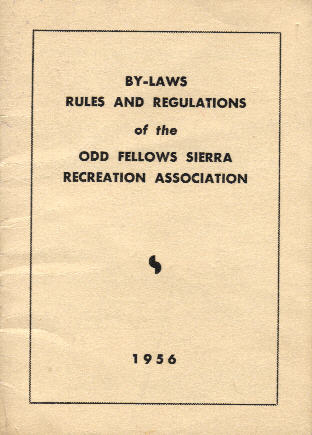 BY-LAWS
RULES AND REGULATIONS
of the
ODD FELLOWS SIERRA
RECREATION ASSOCIATION
1956